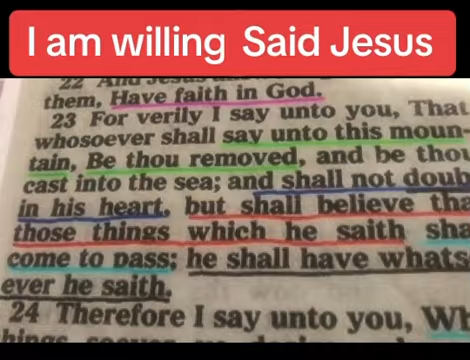 I am willing Said Jesus
22 And Jesus
them, Have faith in God.
23 For verily I say unto you, That
whosoever shall say unto this moun-
tain, Be thou removed, and be thou
cast into the sea; and shall not doub
in his heart, but shall believe tha
those things which he saith sha
come to pass; he shall have whats
ever he saith.
24 Therefore I say unto you, Wh